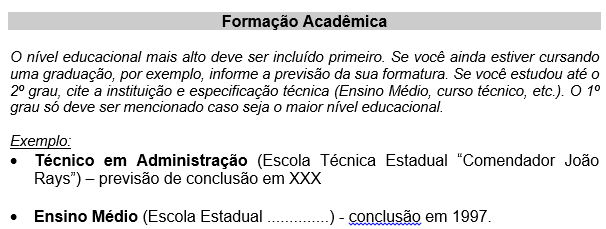 Formação Acadêmica
O nível educacional mais alto deve ser incluído primeiro. Se você ainda estiver cursando
uma graduação, por exemplo, informe a previsão da sua formatura. Se você estudou até o
2º grau, cite a instituição e especificação técnica (Ensino Médio, curso técnico, etc.). O 1º
grau só deve ser mencionado caso seja o maior nível educacional.
Exemplo:
• Técnico em Administração (Escola Técnica Estadual “Comendador João
Rays”) – previsão de conclusão em XXX
• Ensino Médio (Escola Estadual ..............) - conclusão em 1997.